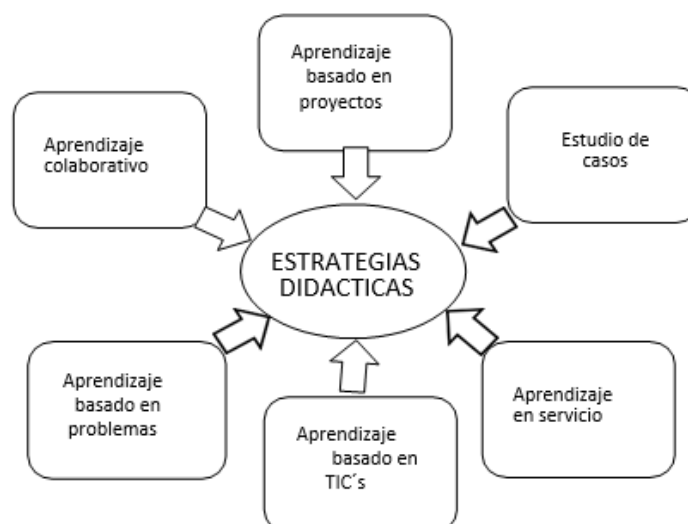 Aprendizaje
basado en
proyectos
Aprendizaje
colaborativo
Estudio de
casos
ESTRATEGIAS
DIDACTICAS
Aprendizaje
basado en
problemas
Aprendizaje
basado en
TIC´s
Aprendizaje
en servicio